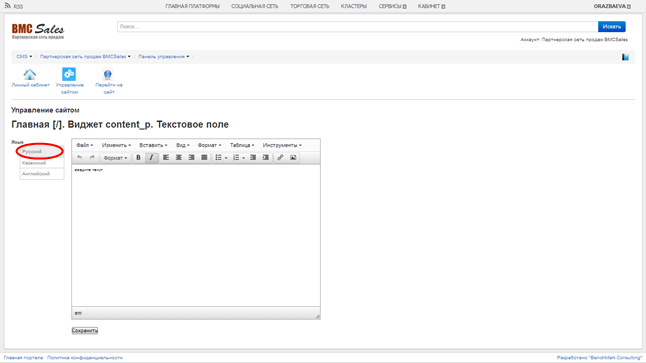 RSS ГЛАВНАЯ ПЛАТФОРМЫ СОЦИАЛЬНАЯ СЕТЬ ТОРГОВАЯ СЕТЬ КЛАСТЕРЫ СЕРВИСЫ КАБИНЕТ ORAZBAEVA
BMC Sales
Партнерская сеть продаж
Поиск... Искать
Аккаунт: Партнерская сеть продаж BMCSales
CMS / Партнерская сеть продаж BMCSales / Панель управления /
Личный кабинет Управление сайтом Перейти на сайт
Управление сайтом
Главная [/]. Виджет content_p. Текстовое поле
Язык
Русский
Казахский
Английский
Файл Изменить Вставить Вид Формат Таблица Инструменты
Формат B I
введите текст
em
Сохранить
Главная портала Политика конфиденциальности Разработано "BenchMark Consulting"